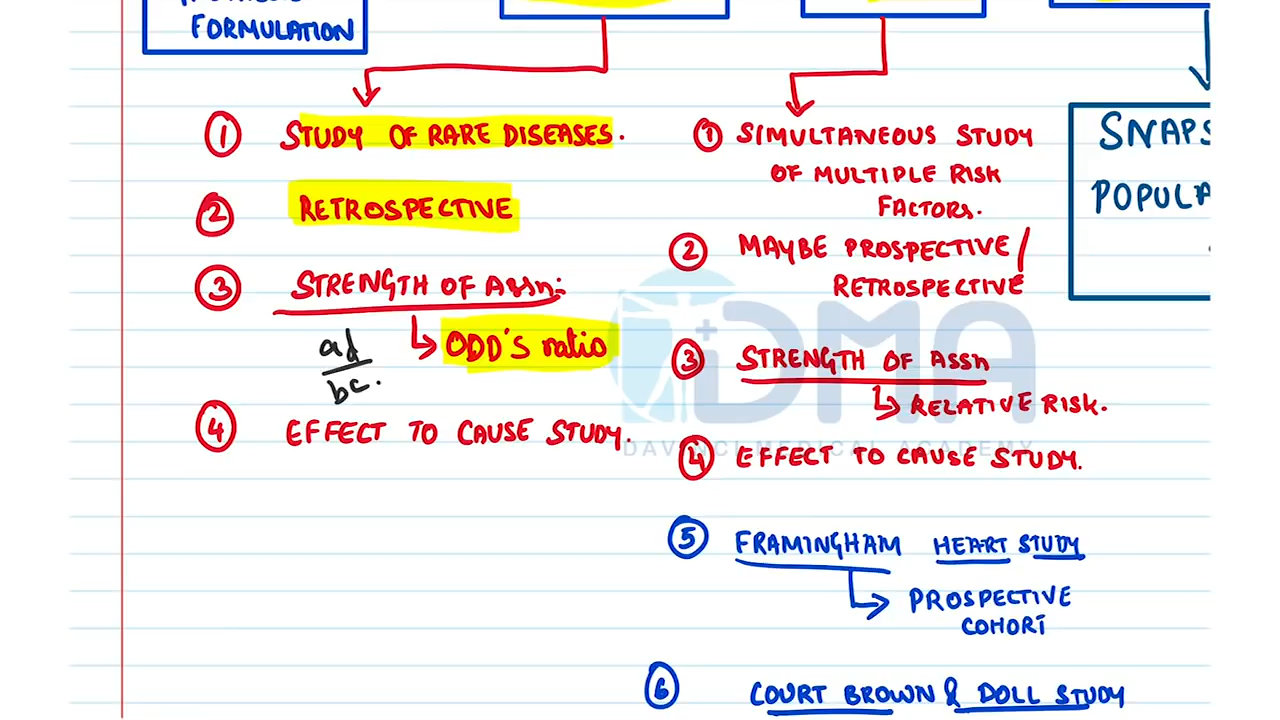 FORMULATION
① STUDY OF RARE DISEASES.
② RETROSPECTIVE
③ STRENGTH OF ASSn:-
↳ ODD'S ratio
ad
bc.
④ EFFECT TO CAUSE STUDY.
① SIMULTANEOUS STUDY
OF MULTIPLE RISK
FACTORS.
② MAYBE PROSPECTIVE /
RETROSPECTIVE
③ STRENGTH OF ASSn
↳ RELATIVE RISK.
④ EFFECT TO CAUSE STUDY.
⑤ FRAMINGHAM HEART STUDY
↳ PROSPECTIVE
COHORT
⑥ COURT BROWN & DOLL STUDY
SNAPS
POPULA
DMA
DAVINCI MEDICAL ACADEMY